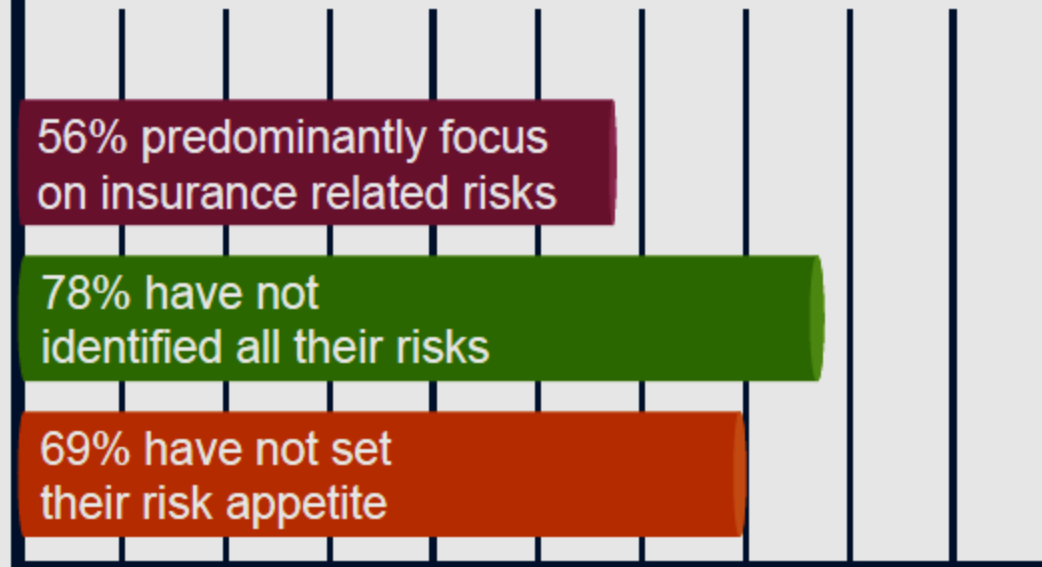 56% predominantly focus
on insurance related risks
78% have not
identified all their risks
69% have not set
their risk appetite